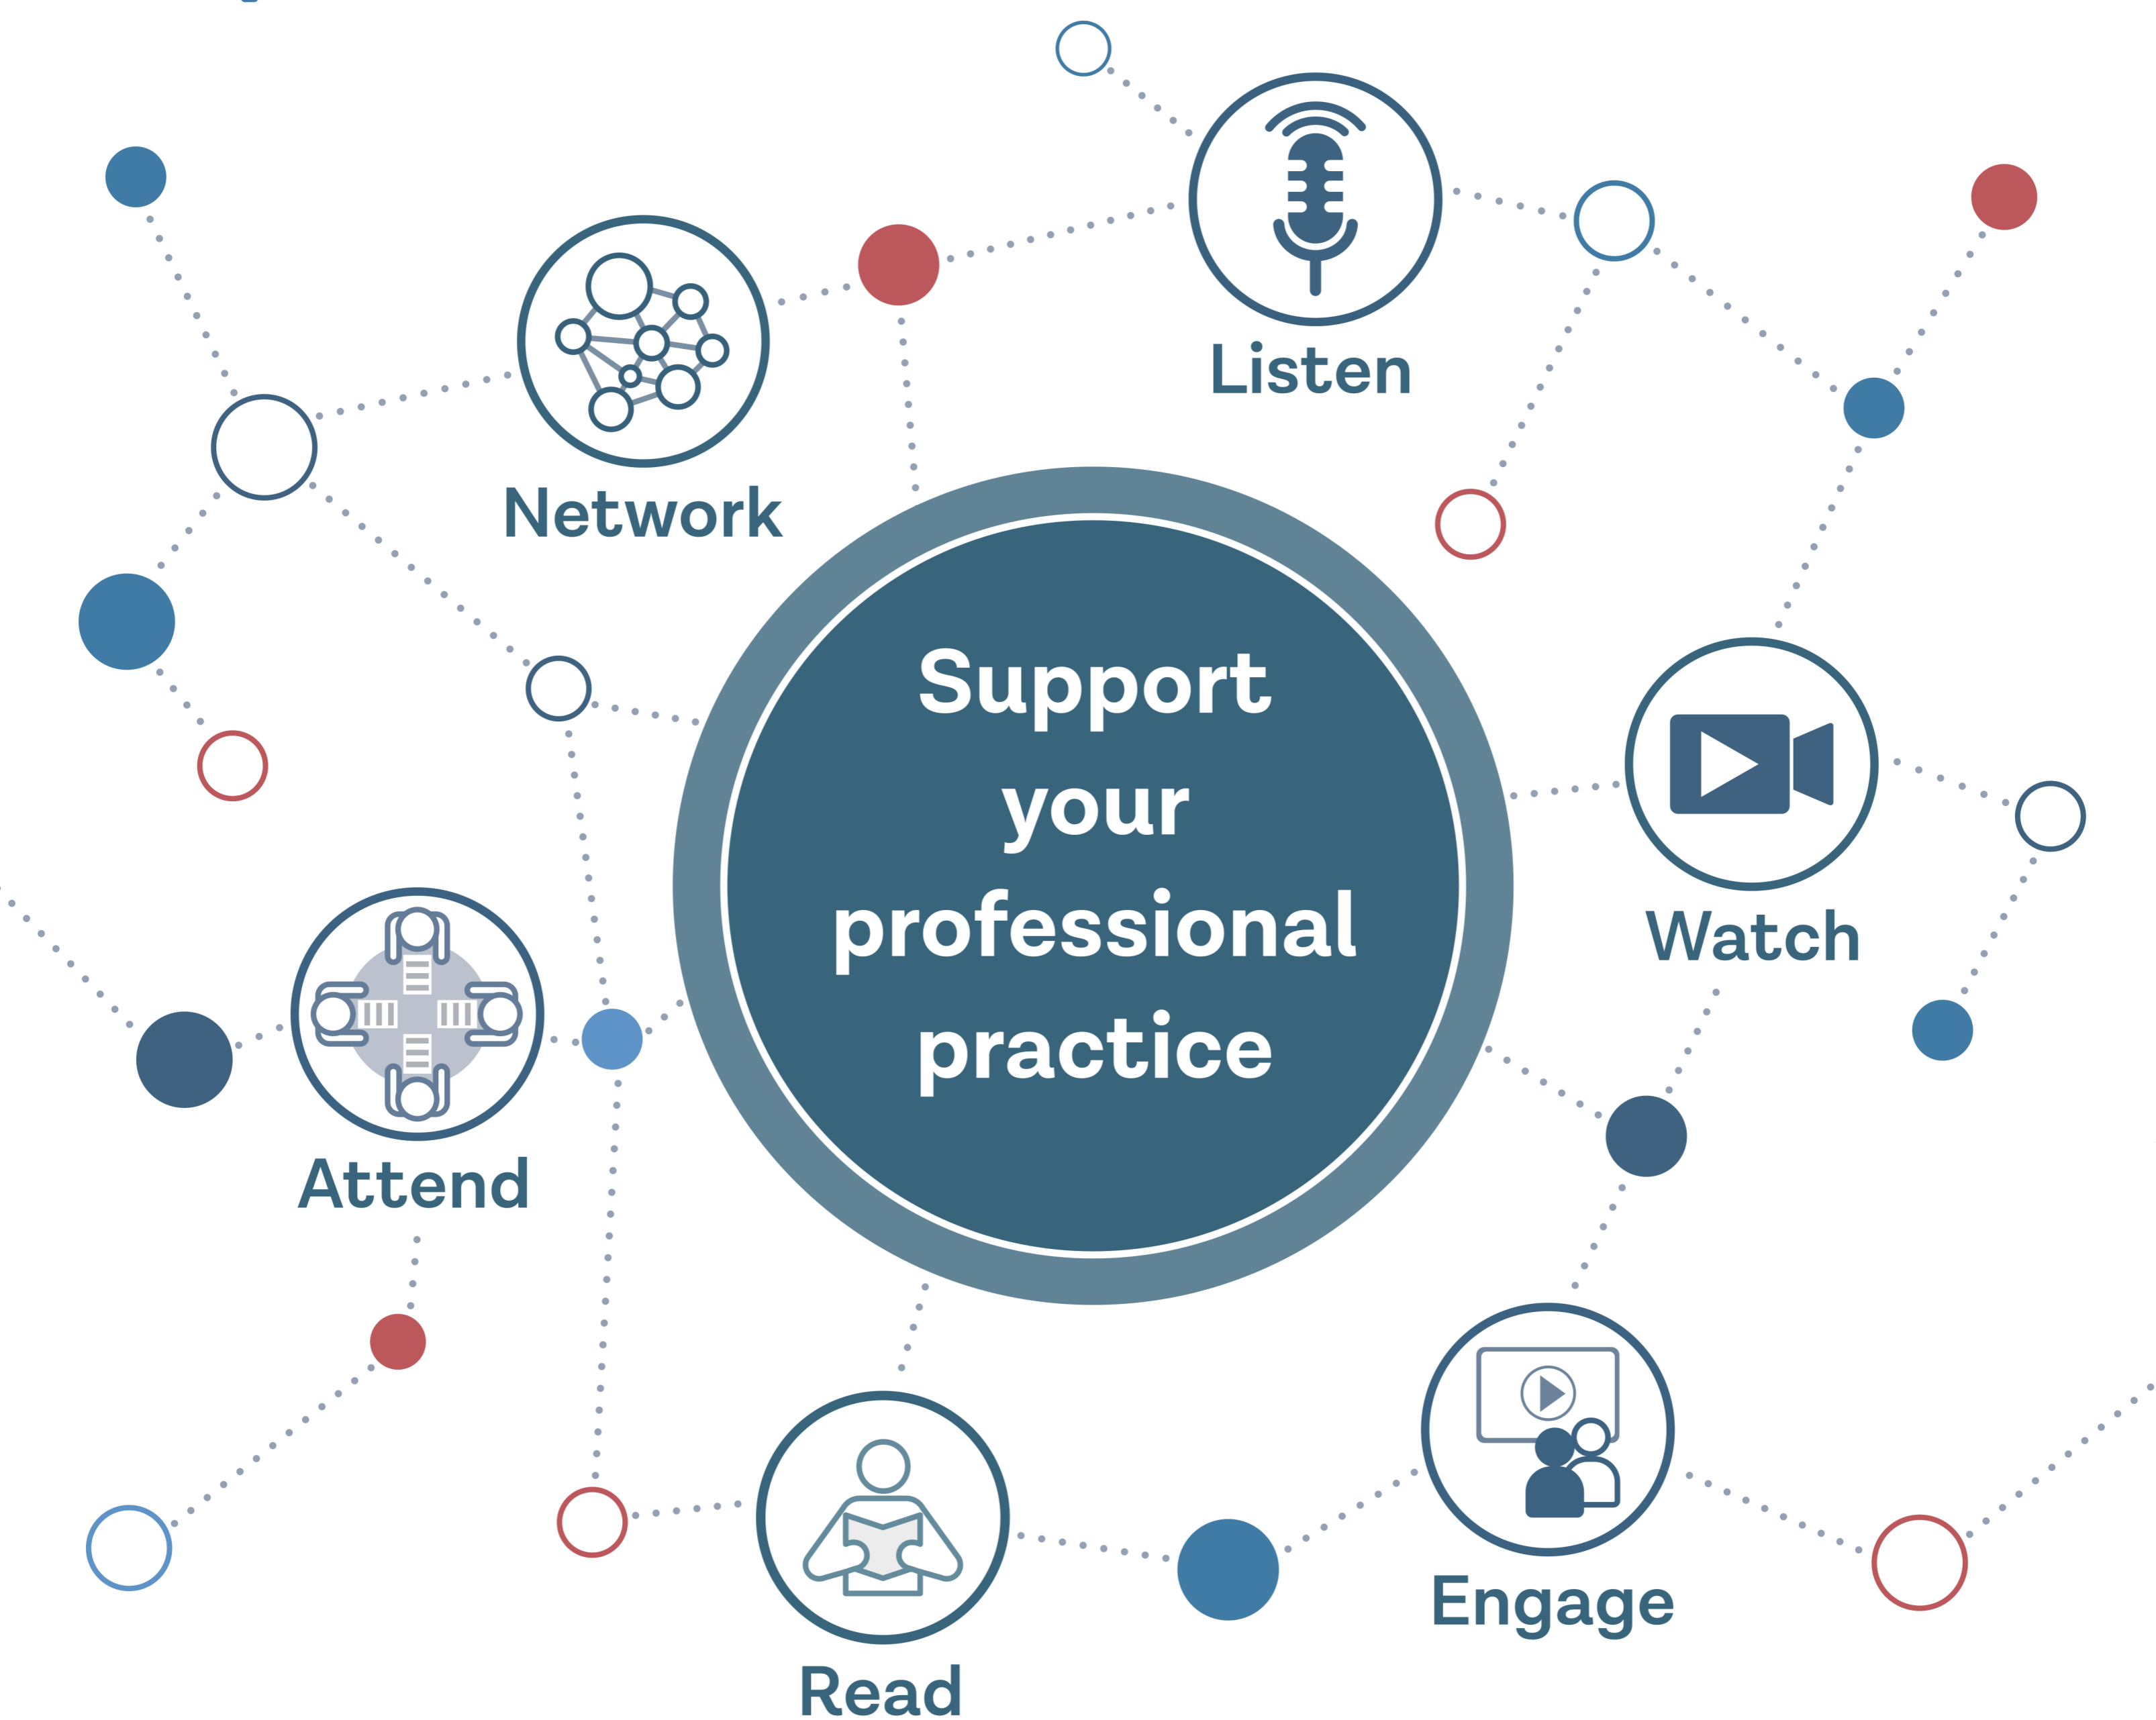 Listen
Network
Support
your
professional
practice
Watch
Attend
Engage
Read